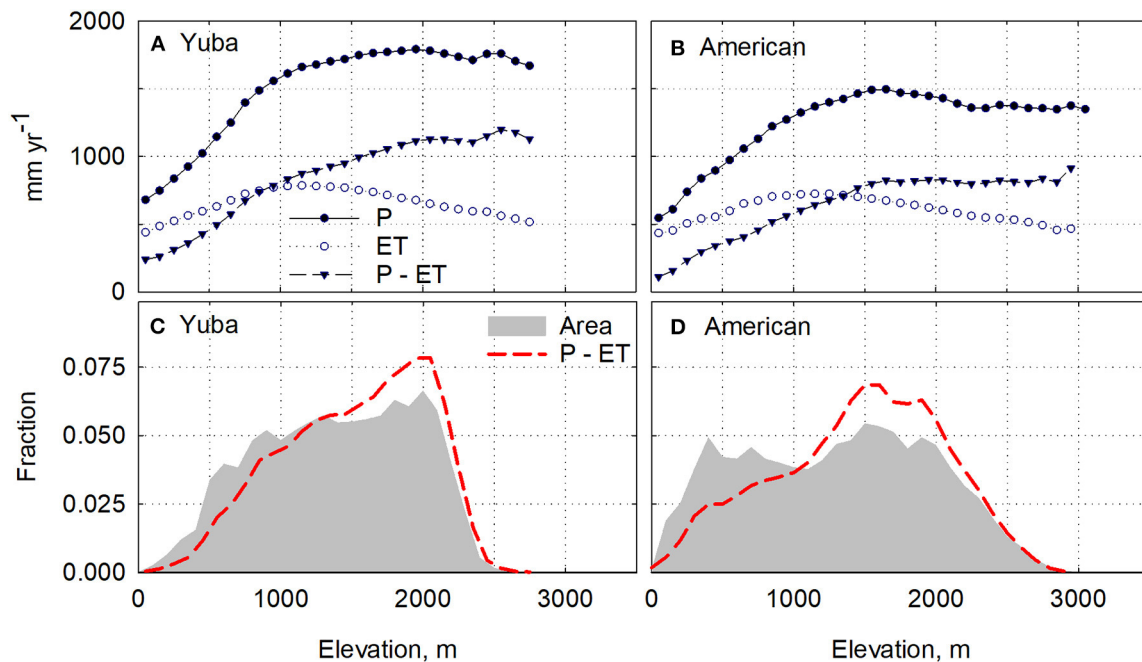 2000
A Yuba
B American
mm yr-1
1000
P
ET
P - ET
0
C Yuba
Area
D American
P - ET
0.075
Fraction
0.050
0.025
0.000
0 1000 2000 3000 0 1000 2000 3000
Elevation, m Elevation, m